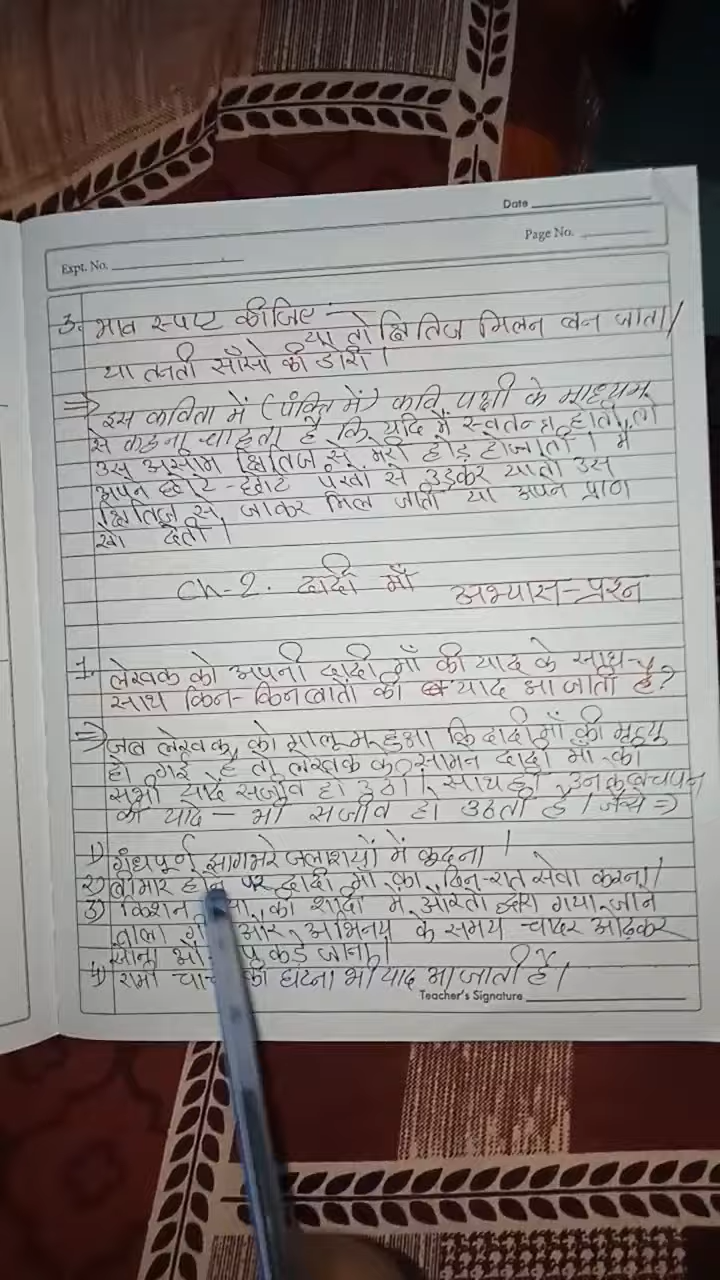 Date
Page No.
Expt. No.
3. भाव स्पष्ट कीजिए :-
या तो क्षितिज मिलन बन जाता/
या तनती साँसों की डोरी।
⇒ इस कविता में (पंक्ति में) कवि पक्षी के माध्यम
से कहना चाहता है कि यदि मैं स्वतन्त्र होती तो
उस असीम क्षितिज से मेरी होड़ हो जाती। मैं
अपने छोटे-छोटे पंखों से उड़कर या तो उस
क्षितिज से जाकर मिल जाती या अपने प्राण
खो देती।
Ch-2. दादी माँ अभ्यास-प्रश्न
1. लेखक को अपनी दादी माँ की याद के साथ-
साथ किन-किन बातों की याद आ जाती है?
⇒ जब लेखक को मालूम हुआ कि दादी माँ की मृत्यु
हो गई है तो लेखक के सामने दादी माँ की
सभी यादें सजीव हो उठी। साथ ही उनके बचपन
की यादें - भी सजीव हो उठती हैं। जैसे ⇒
1) गंधपूर्ण झागभरे जलाशयों में कूदना।
2) बीमार होने पर दादी माँ का दिन-रात सेवा करना।
3) किशन की शादी में औरतों द्वारा गया जाने
वाला और अभिनय के समय चादर ओढ़कर
सोना जाना।
4) रामी की घटना भी याद आ जाती है।
Teacher's Signature